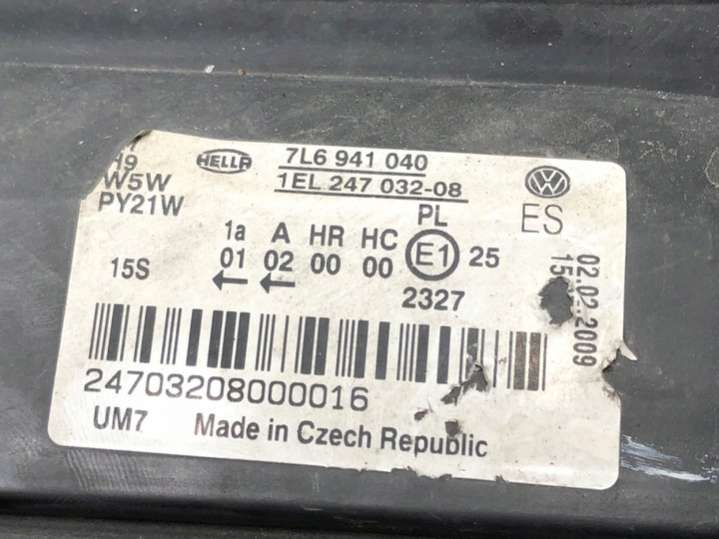 H9
W5W
PY21W
HELLA
7L6 941 040
1EL 247 032-08
PL
ES
1a A HR HC
01 02 00 00
E1 25
15S
2327
02.02.2009
24703208000016
UM7 Made in Czech Republic